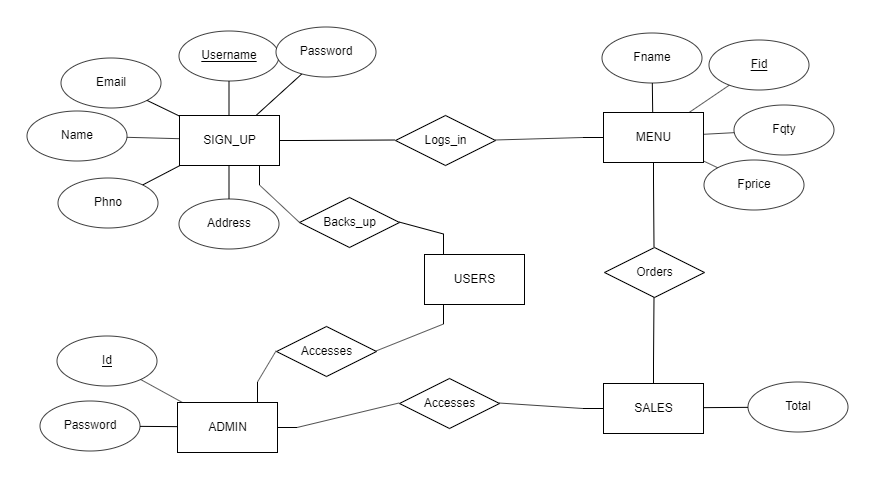 Username
Password
Fname
Fid
Email
Name
SIGN_UP
Logs_in
MENU
Fqty
Fprice
Phno
Address
Backs_up
USERS
Orders
Accesses
Id
Password
ADMIN
Accesses
SALES
Total